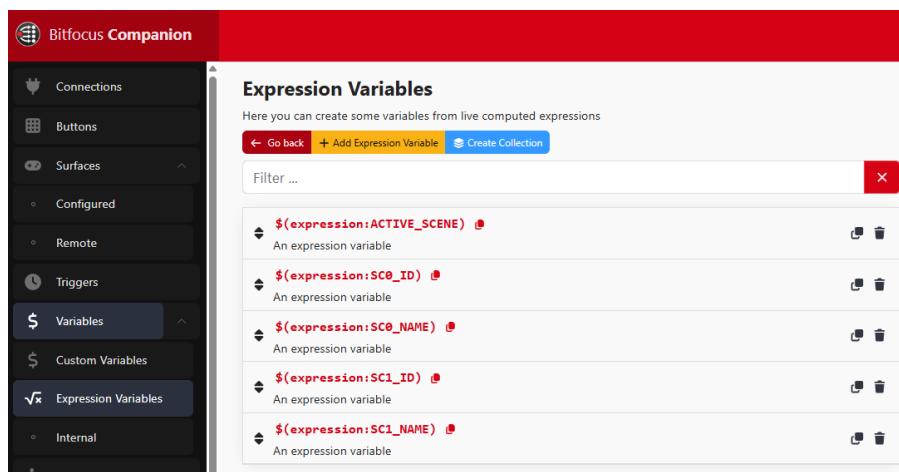 Bitfocus Companion
Connections
Buttons
Surfaces
Configured
Remote
Triggers
Variables
Custom Variables
Expression Variables
Internal
Expression Variables
Here you can create some variables from live computed expressions
Go back
+ Add Expression Variable
Create Collection
Filter ...
$(expression:ACTIVE_SCENE)
An expression variable
$(expression:SC0_ID)
An expression variable
$(expression:SC0_NAME)
An expression variable
$(expression:SC1_ID)
An expression variable
$(expression:SC1_NAME)
An expression variable